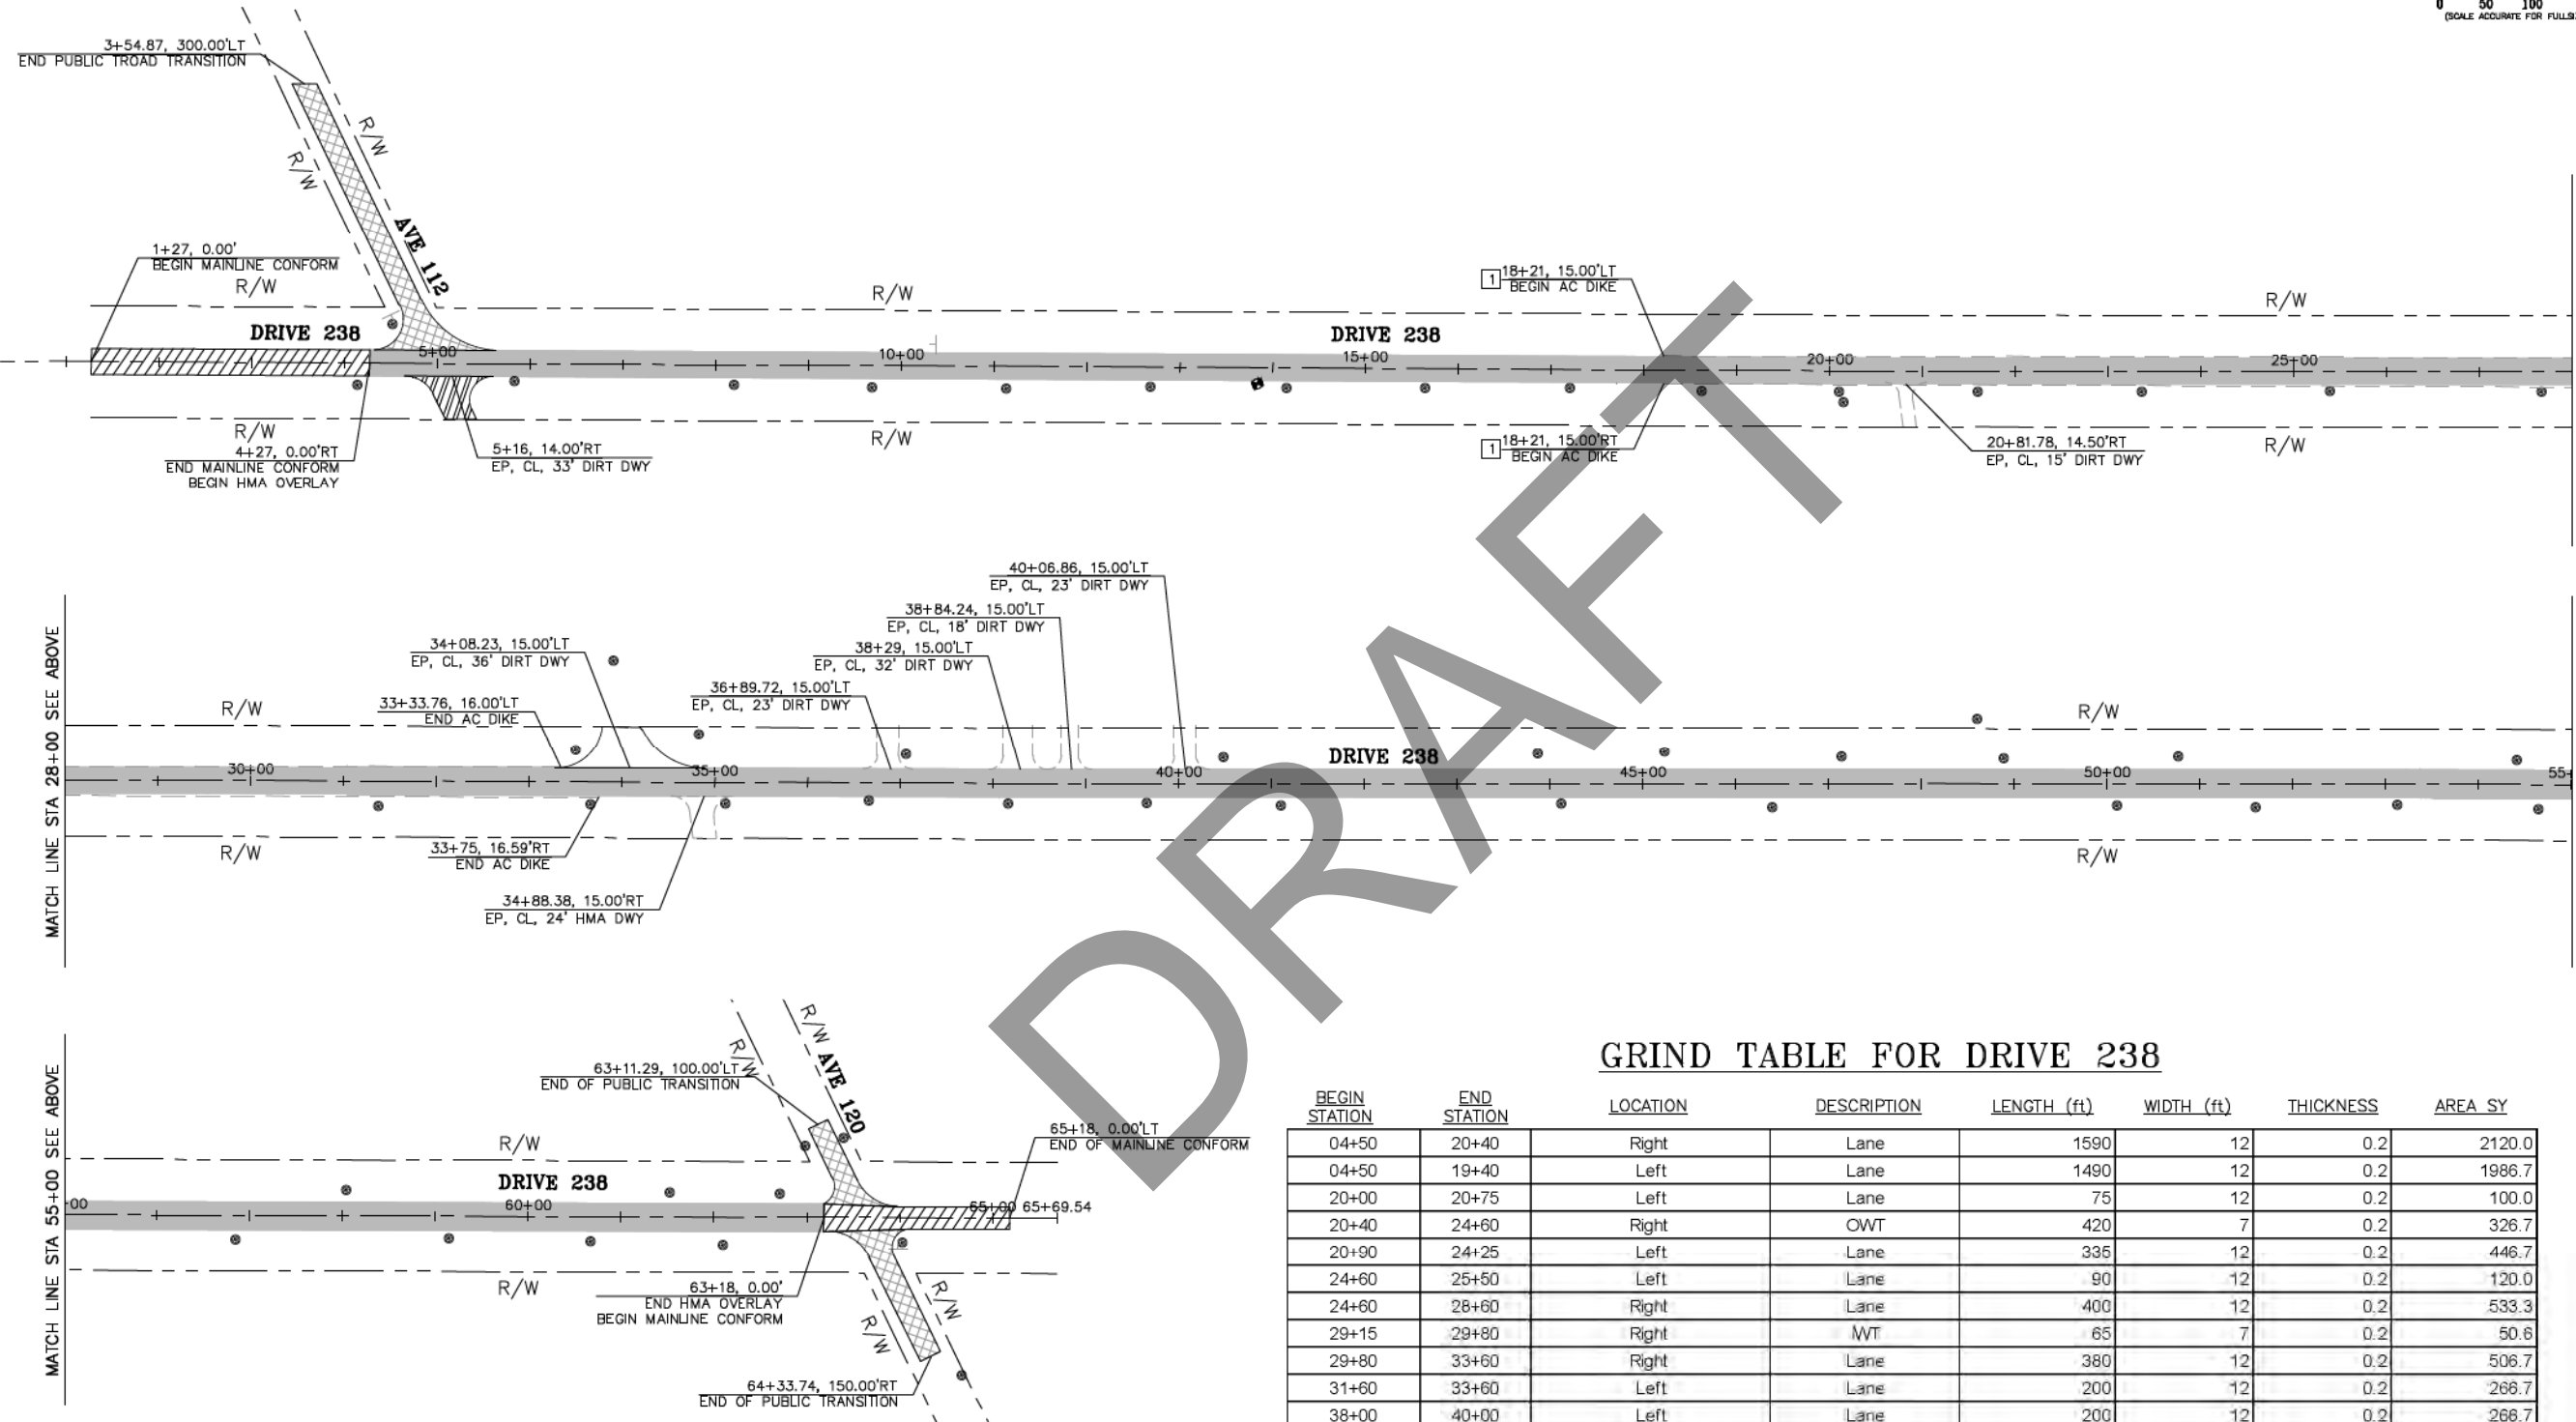 0 50 100
(SCALE ACCURATE FOR
3+54.87, 300.00'LT
END PUBLIC TROAD TRANSITION
R/W
R/W
AVE 112
1+27, 0.00'
BEGIN MAINLINE CONFORM
R/W
R/W
1 18+21, 15.00'LT
BEGIN AC DIKE
R/W
DRIVE 238
DRIVE 238
5+00
10+00
15+00
20+00
25+00
R/W
4+27, 0.00'RT
END MAINLINE CONFORM
BEGIN HMA OVERLAY
5+16, 14.00'RT
EP, CL, 33' DIRT DWY
R/W
1 18+21, 15.00'RT
BEGIN AC DIKE
20+81.78, 14.50'RT
EP, CL, 15' DIRT DWY
R/W
DRAFT
MATCH LINE STA 28+00 SEE ABOVE
40+06.86, 15.00'LT
EP, CL, 23' DIRT DWY
38+84.24, 15.00'LT
EP, CL, 18' DIRT DWY
34+08.23, 15.00'LT
EP, CL, 36' DIRT DWY
38+29, 15.00'LT
EP, CL, 32' DIRT DWY
36+89.72, 15.00'LT
EP, CL, 23' DIRT DWY
33+33.76, 16.00'LT
END AC DIKE
R/W
R/W
DRIVE 238
30+00
35+00
40+00
45+00
50+00
55+
R/W
33+75, 16.59'RT
END AC DIKE
R/W
34+88.38, 15.00'RT
EP, CL, 24' HMA DWY
MATCH LINE STA 55+00 SEE ABOVE
R/W
R/W
AVE 120
63+11.29, 100.00'LT
END OF PUBLIC TRANSITION
65+18, 0.00'LT
END OF MAINLINE CONFORM
R/W
DRIVE 238
+00
60+00
65+00
65+69.54
R/W
63+18, 0.00'
END HMA OVERLAY
BEGIN MAINLINE CONFORM
R/W
R/W
64+33.74, 150.00'RT
END OF PUBLIC TRANSITION
GRIND TABLE FOR DRIVE 238
BEGIN STATION END STATION LOCATION DESCRIPTION LENGTH (ft) WIDTH (ft) THICKNESS AREA SY
04+50 20+40 Right Lane 1590 12 0.2 2120.0
04+50 19+40 Left Lane 1490 12 0.2 1986.7
20+00 20+75 Left Lane 75 12 0.2 100.0
20+40 24+60 Right OWT 420 7 0.2 326.7
20+90 24+25 Left Lane 335 12 0.2 446.7
24+60 25+50 Left Lane 90 12 0.2 120.0
24+60 28+60 Right Lane 400 12 0.2 533.3
29+15 29+80 Right IWT 65 7 0.2 50.6
29+80 33+60 Right Lane 380 12 0.2 506.7
31+60 33+60 Left Lane 200 12 0.2 266.7
38+00 40+00 Left Lane 200 12 0.2 266.7